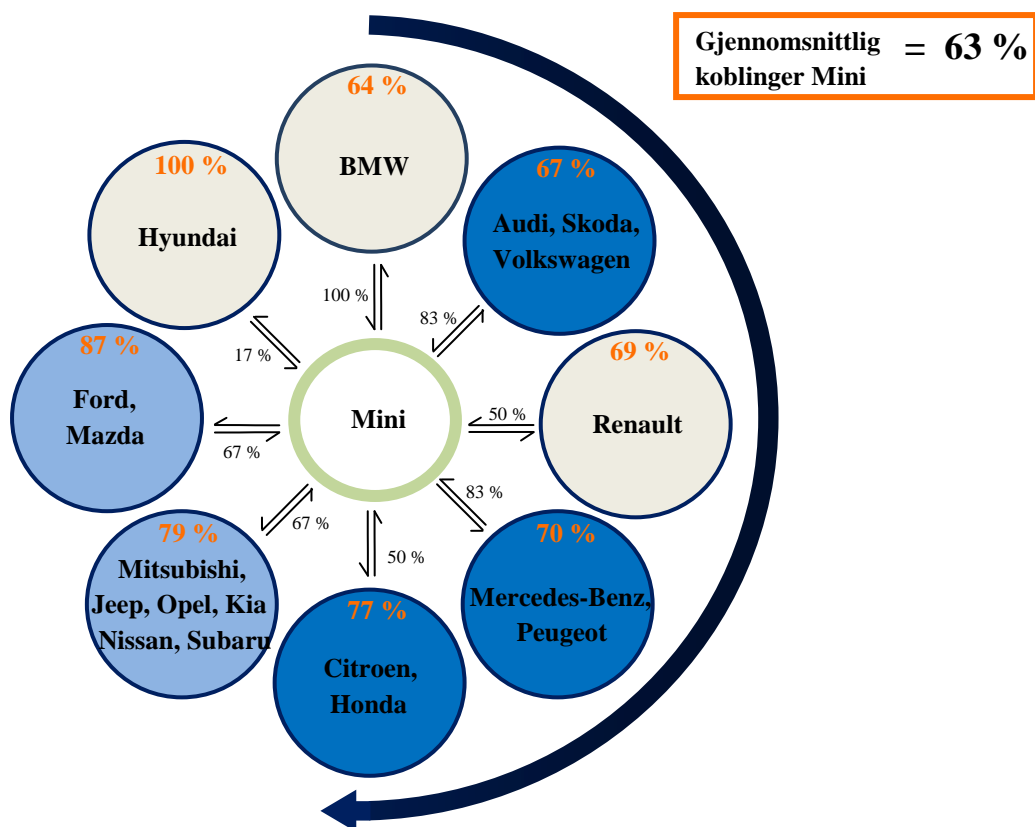 Gjennomsnittlig
koblinger Mini
= 63 %
64 %
BMW
100 %
67 %
Audi, Skoda,
Volkswagen
83 %
69 %
Renault
50 %
70 %
Mercedes-Benz,
Peugeot
83 %
77 %
Citroen,
Honda
50 %
79 %
Mitsubishi,
Jeep, Opel, Kia
Nissan, Subaru
67 %
87 %
Ford,
Mazda
67 %
100 %
Hyundai
17 %
Mini